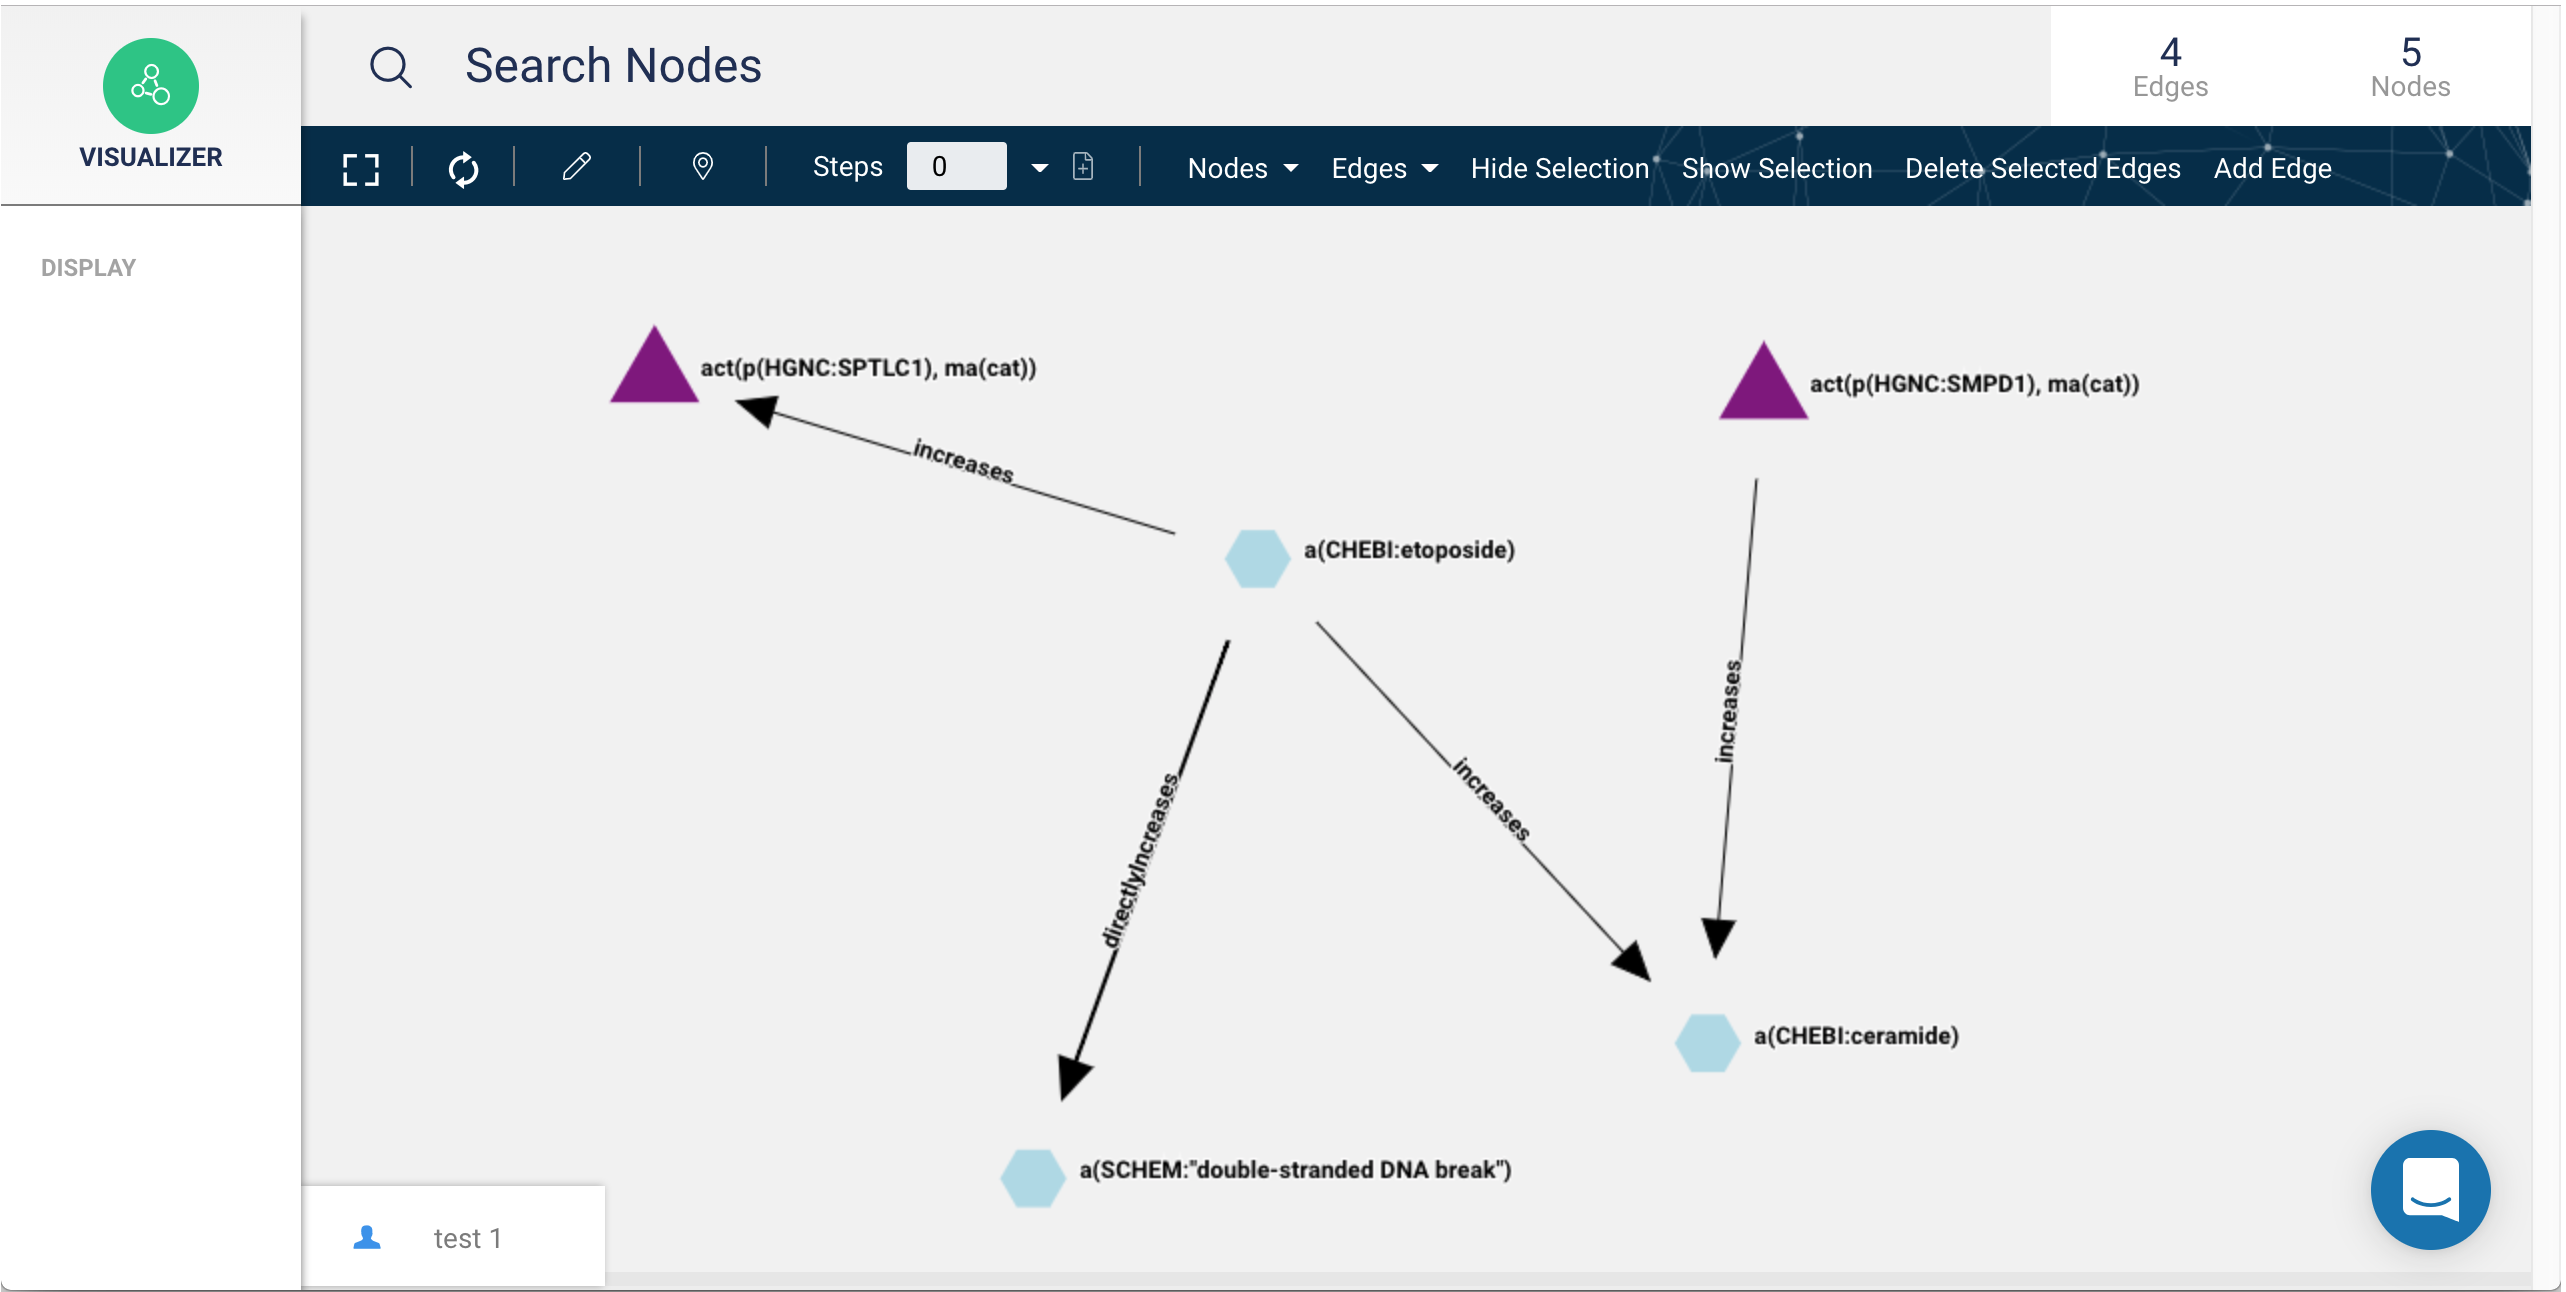 VISUALIZER
Search Nodes
4
Edges
5
Nodes
Steps 0 Nodes Edges Hide Selection Show Selection Delete Selected Edges Add Edge
DISPLAY
act(p(HGNC:SPTLC1), ma(cat))
act(p(HGNC:SMPD1), ma(cat))
increases
a(CHEBI:etoposide)
increases
increases
directlyIncreases
a(CHEBI:ceramide)
a(SCHEM:"double-stranded DNA break")
test 1